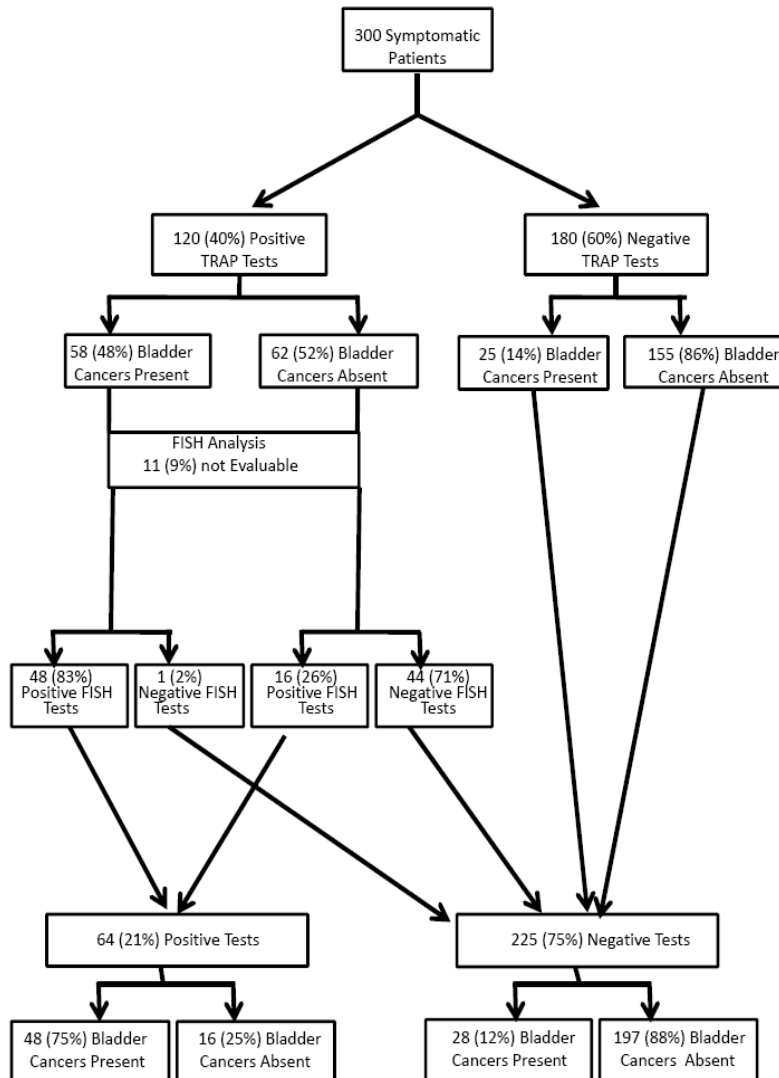 300 Symptomatic
Patients
120 (40%) Positive
TRAP Tests
180 (60%) Negative
TRAP Tests
58 (48%) Bladder
Cancers Present
62 (52%) Bladder
Cancers Absent
25 (14%) Bladder
Cancers Present
155 (86%) Bladder
Cancers Absent
FISH Analysis
11 (9%) not Evaluable
48 (83%)
Positive FISH
Tests
1 (2%)
Negative FISH
Tests
16 (26%)
Positive FISH
Tests
44 (71%)
Negative FISH
Tests
64 (21%) Positive Tests
225 (75%) Negative Tests
48 (75%) Bladder
Cancers Present
16 (25%) Bladder
Cancers Absent
28 (12%) Bladder
Cancers Present
197 (88%) Bladder
Cancers Absent